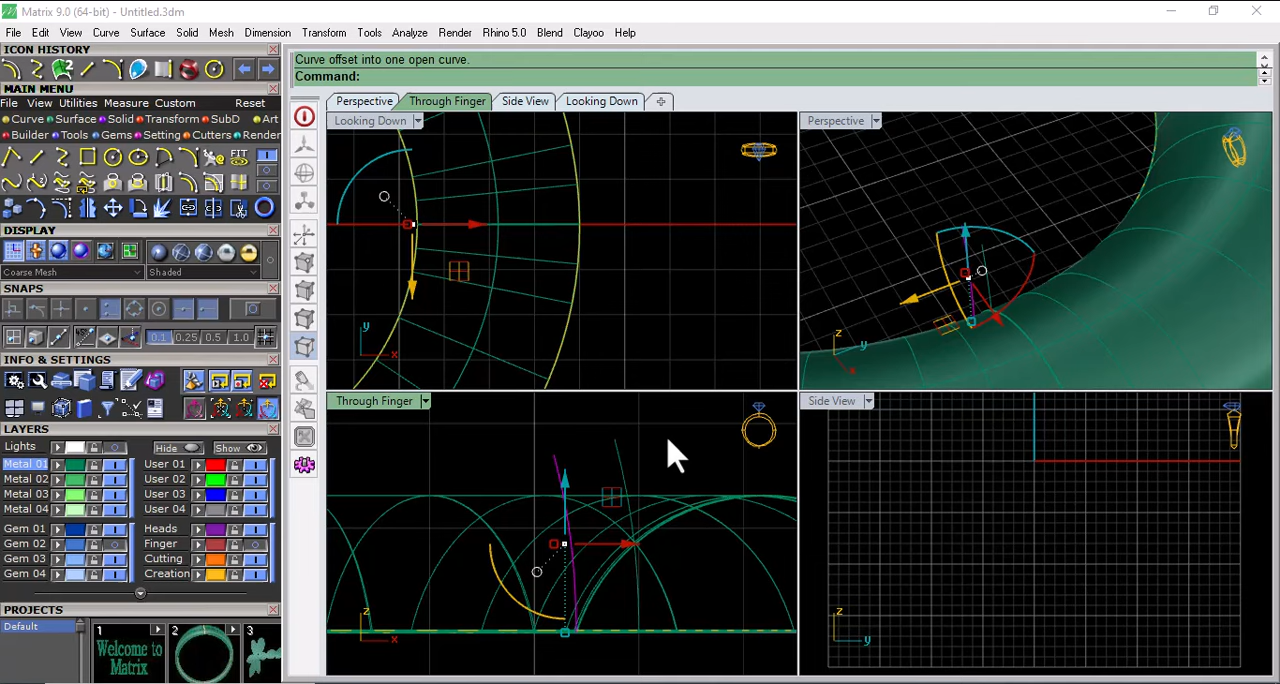 Matrix 9.0 (64-bit) - Untitled.3dm
File Edit View Curve Surface Solid Mesh Dimension Transform Tools Analyze Render Rhino 5.0 Blend Clayoo Help
ICON HISTORY
Curve offset into one open curve.
Command:
MAIN MENU
File View Utilities Measure Custom Reset
Curve Surface Solid Transform SubD Art
Builder Tools Gems Setting Cutters Render
FIT
Perspective Through Finger Side View Looking Down
Looking Down
Perspective
DISPLAY
Coarse Mesh Shaded
SNAPS
0.1 0.25 0.5 1.0
INFO & SETTINGS
LAYERS
Lights Hide Show
Metal 01 User 01
Metal 02 User 02
Metal 03 User 03
Metal 04 User 04
Gem 01 Heads
Gem 02 Finger
Gem 03 Cutting
Gem 04 Creation
PROJECTS
Default
1 2 3
Welcome to
Matrix
y
x
z
y
x
Through Finger
Side View
z
x
z
y